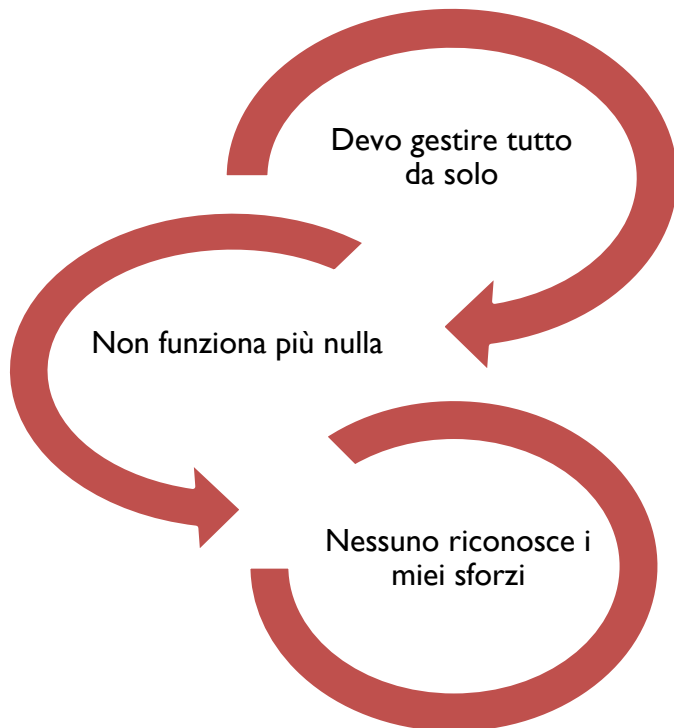 Devo gestire tutto
da solo
Non funziona più nulla
Nessuno riconosce i
miei sforzi